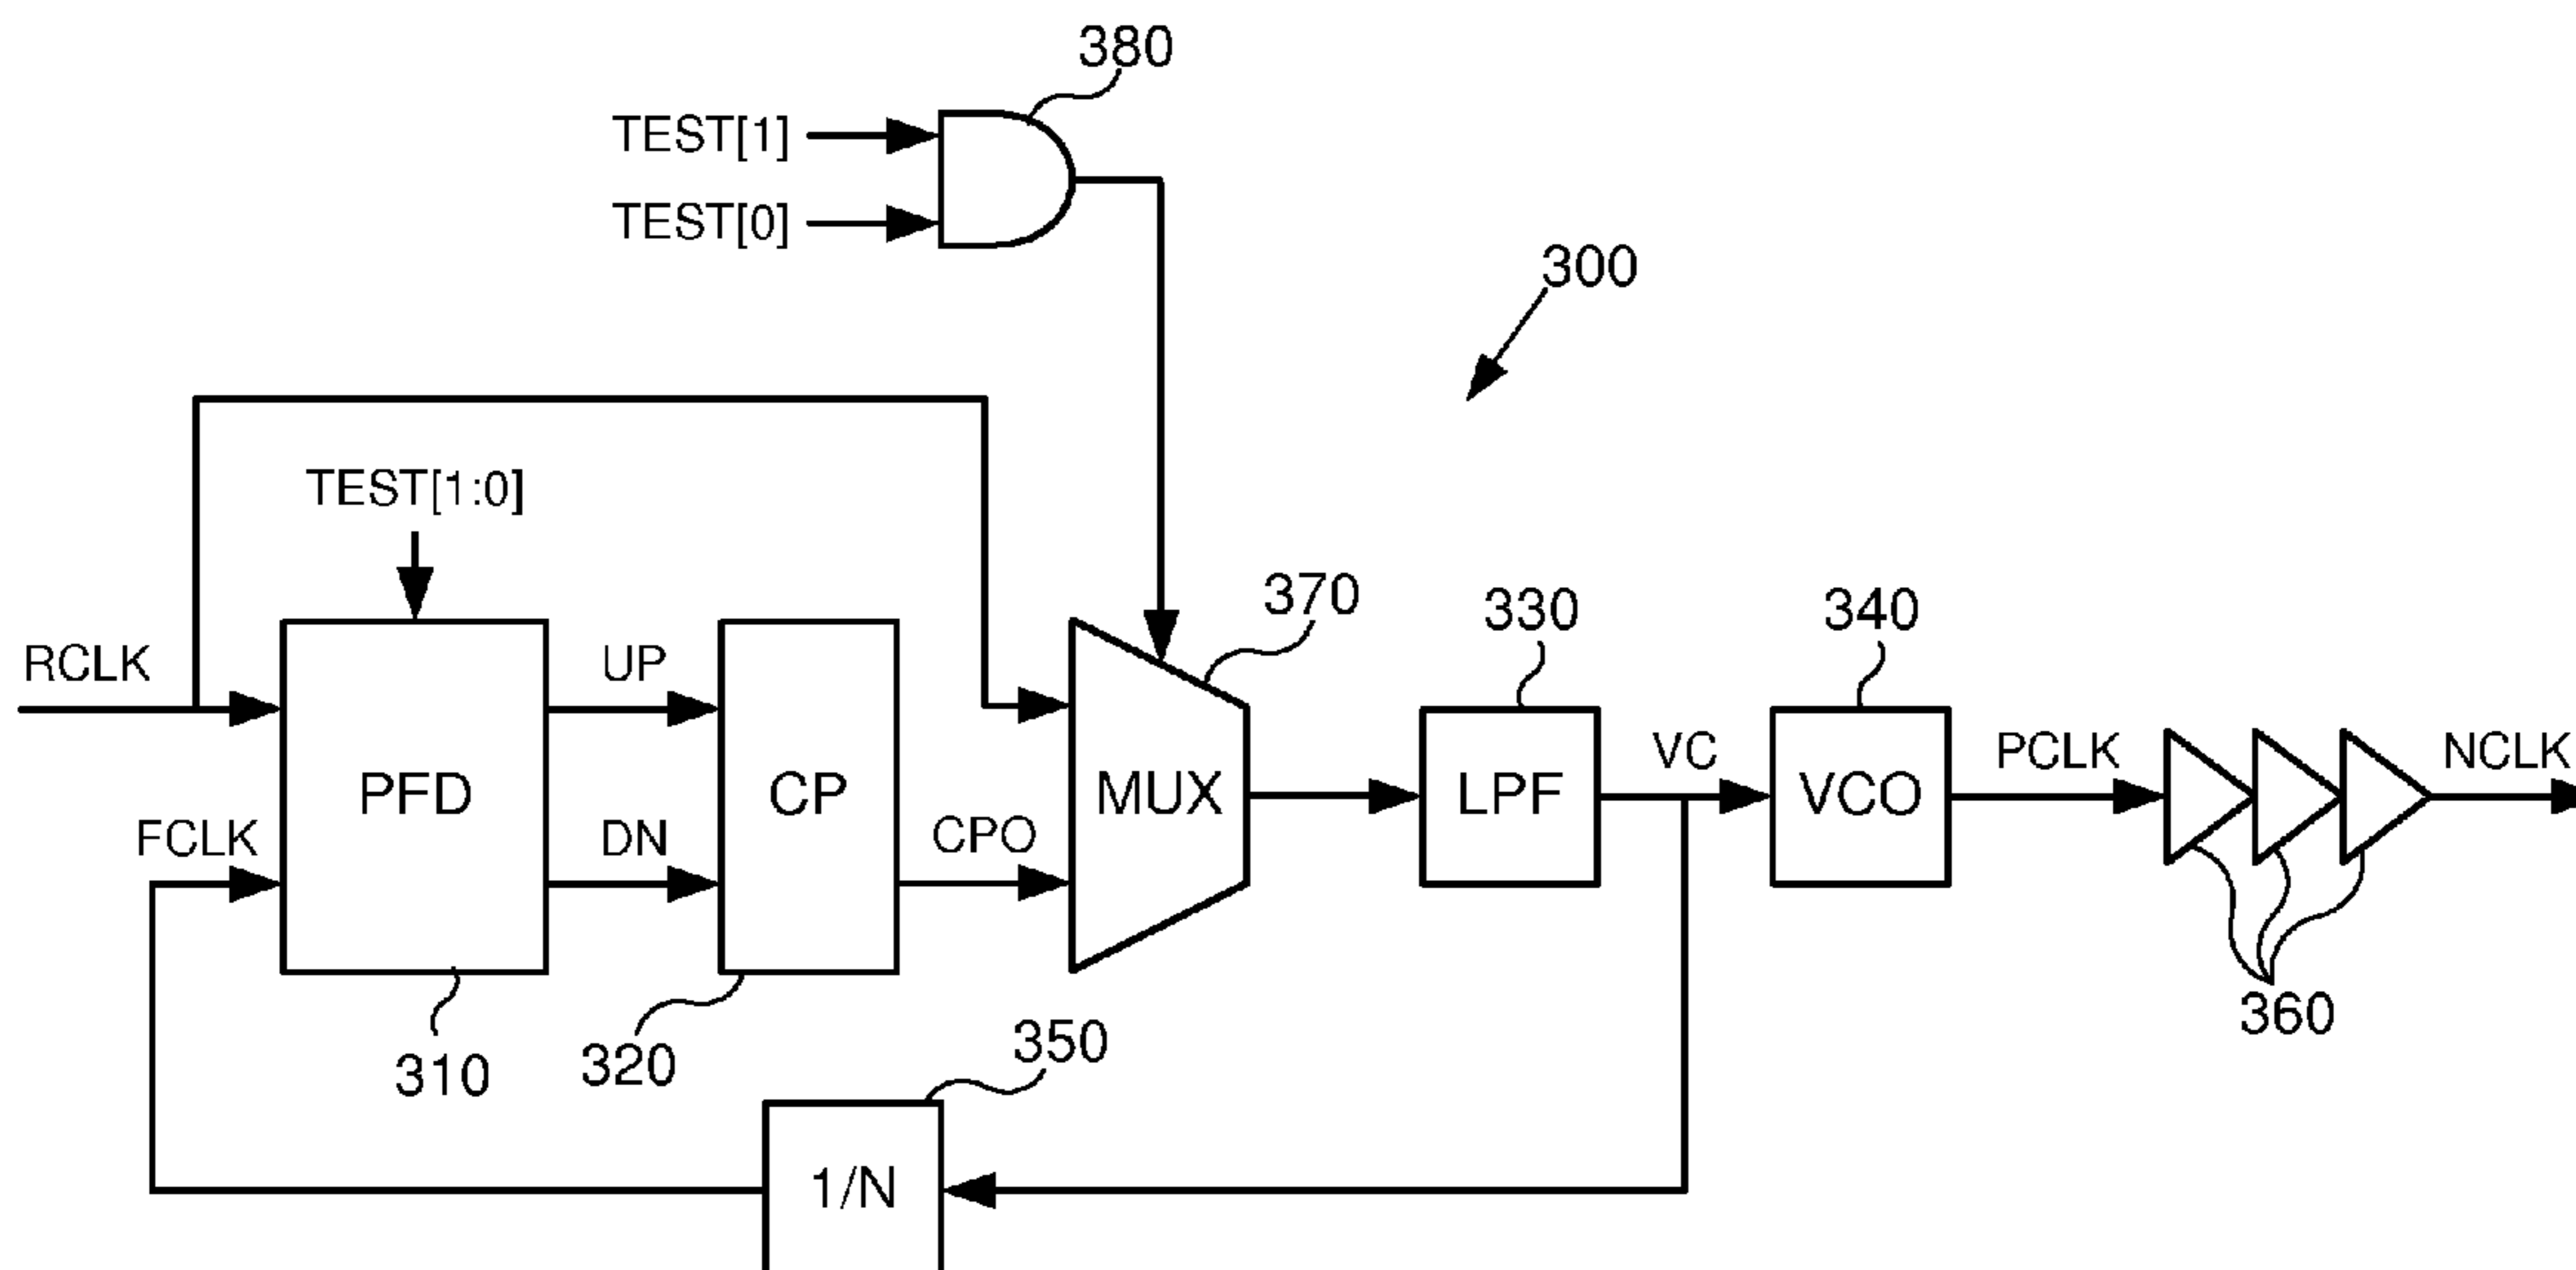 380
TEST[1]
TEST[0]
300
TEST[1:0]
370
330
340
RCLK
UP
VC
PCLK
NCLK
PFD
CP
MUX
LPF
VCO
FCLK
DN
CPO
310
320
350
360
1/N